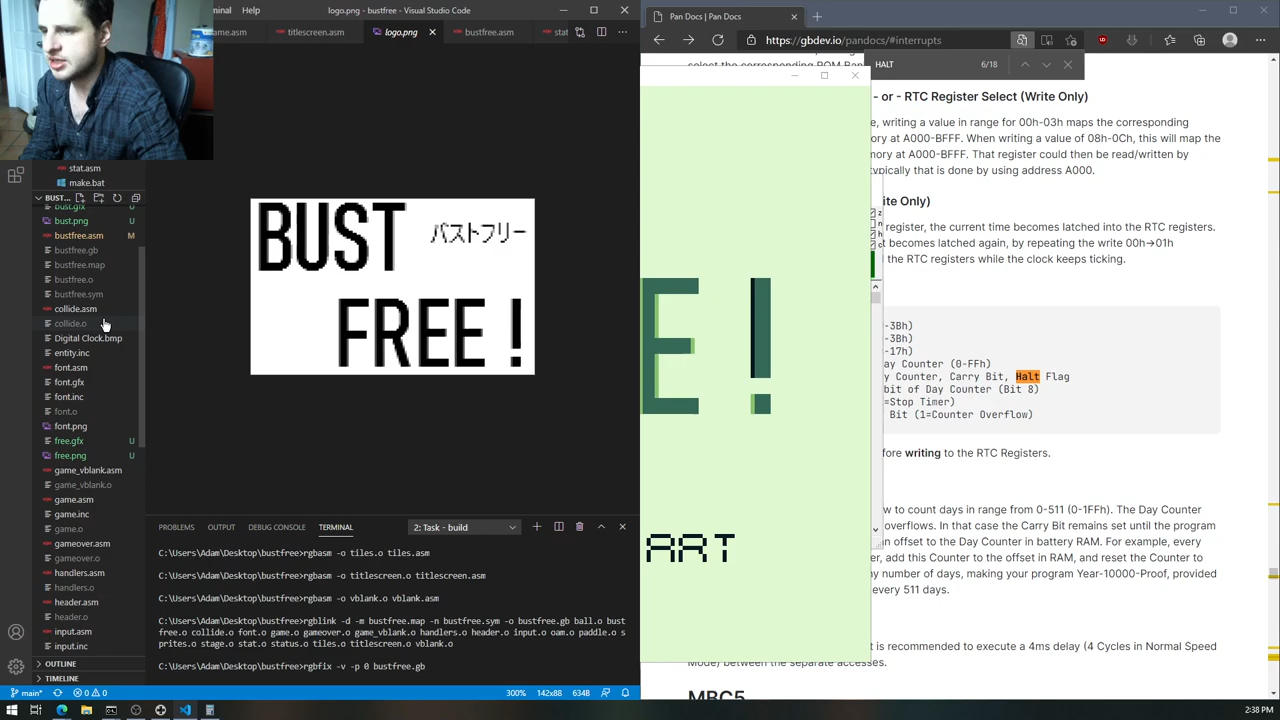 minal
Help
logo.png - bustfree - Visual Studio Code
ame.asm
titlescreen.asm
logo.png
bustfree.asm
stat
stat.asm
make.bat
BUST...
bust.gfx
U
bust.png
U
bustfree.asm
M
bustfree.gb
bustfree.map
bustfree.o
bustfree.sym
collide.asm
collide.o
Digital Clock.bmp
entity.inc
font.asm
font.gfx
font.inc
font.o
font.png
free.gfx
U
free.png
U
game_vblank.asm
game_vblank.o
game.asm
game.inc
game.o
gameover.asm
gameover.o
handlers.asm
handlers.o
header.asm
header.o
input.asm
input.inc
OUTLINE
TIMELINE
BUST
バストフリー
FREE !
PROBLEMS
OUTPUT
DEBUG CONSOLE
TERMINAL
2: Task - build
C:\Users\Adam\Desktop\bustfree>rgbasm -o tiles.o tiles.asm
C:\Users\Adam\Desktop\bustfree>rgbasm -o titlescreen.o titlescreen.asm
C:\Users\Adam\Desktop\bustfree>rgbasm -o vblank.o vblank.asm
C:\Users\Adam\Desktop\bustfree>rgblink -d -m bustfree.map -n bustfree.sym -o bustfree.gb ball.o bust
free.o collide.o font.o game.o gameover.o game_vblank.o handlers.o header.o input.o oam.o paddle.o s
prites.o stage.o stat.o status.o tiles.o titlescreen.o vblank.o
C:\Users\Adam\Desktop\bustfree>rgbfix -v -p 0 bustfree.gb
main*
0
0
300%
142x88
634B
Pan Docs | Pan Docs
https://gbdev.io/pandocs/#interrupts
HALT
6/18
select the corresponding ROM Ban
- or - RTC Register Select (Write Only)
e, writing a value in range for 00h-03h maps the corresponding
mory at A000-BFFF. When writing a value of 08h-0Ch, this will map the
mory at A000-BFFF. That register could then be read/written by
typically that is done by using address A000.
ite Only)
register, the current time becomes latched into the RTC registers.
t becomes latched again, by repeating the write 00h→01h
d the RTC registers while the clock keeps ticking.
-3Bh)
-3Bh)
-17h)
ay Counter (0-FFh)
y Counter, Carry Bit, Halt Flag
bit of Day Counter (Bit 8)
=Stop Timer)
Bit (1=Counter Overflow)
fore writing to the RTC Registers.
w to count days in range from 0-511 (0-1FFh). The Day Counter
overflows. In that case the Carry Bit remains set until the program
an offset to the Day Counter in battery RAM. For example, every
er, add this Counter to the offset in RAM, and reset the Counter to
ny number of days, making your program Year-10000-Proof, provided
every 511 days.
t is recommended to execute a 4ms delay (4 Cycles in Normal Speed
Mode) between the separate accesses.
MBC5
E !
ART
2:38 PM